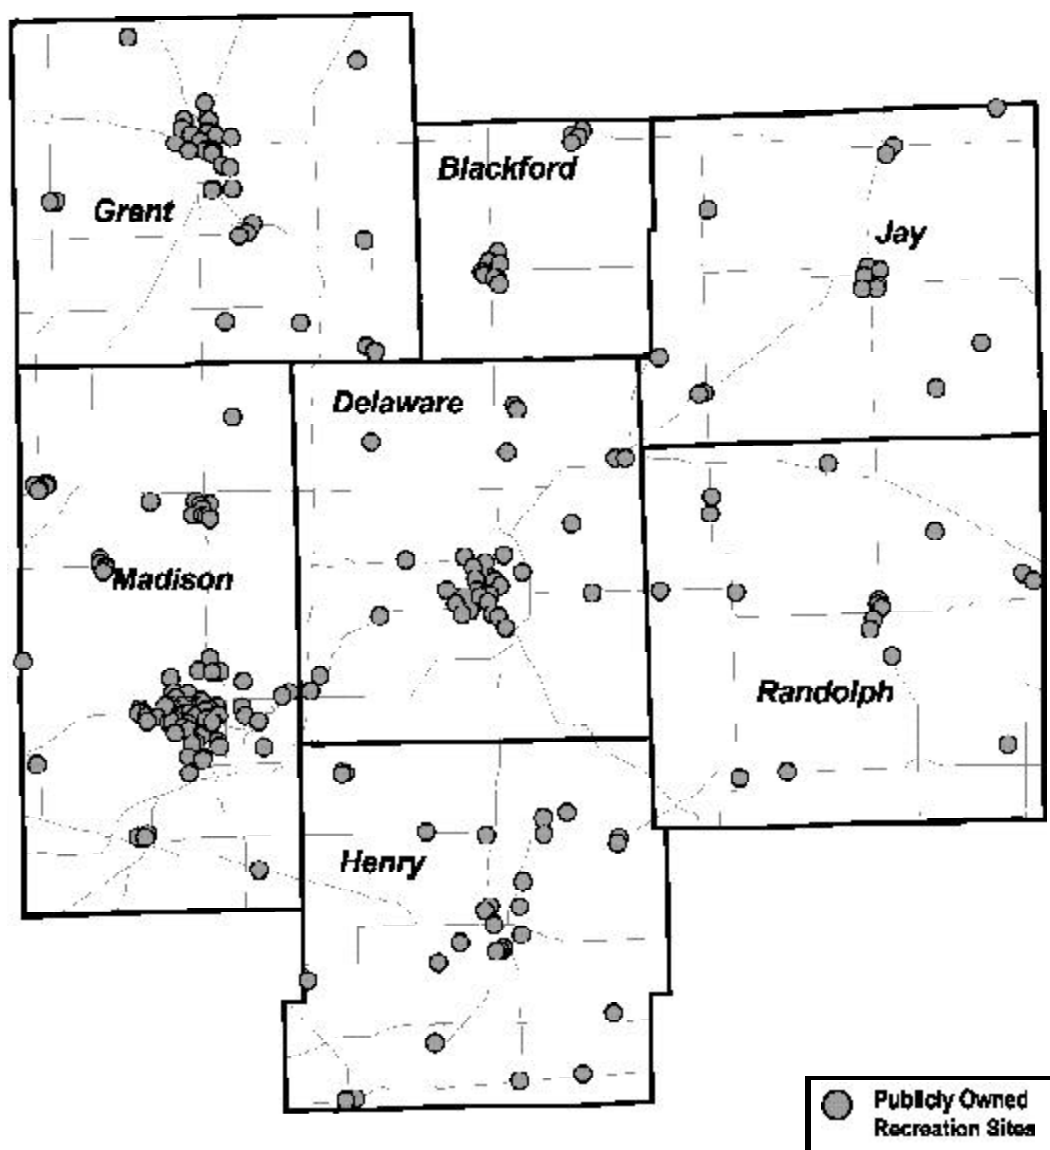 Blackford
Grant
Jay
Delaware
Madison
Randolph
Henry
Publicly Owned
Recreation Sites